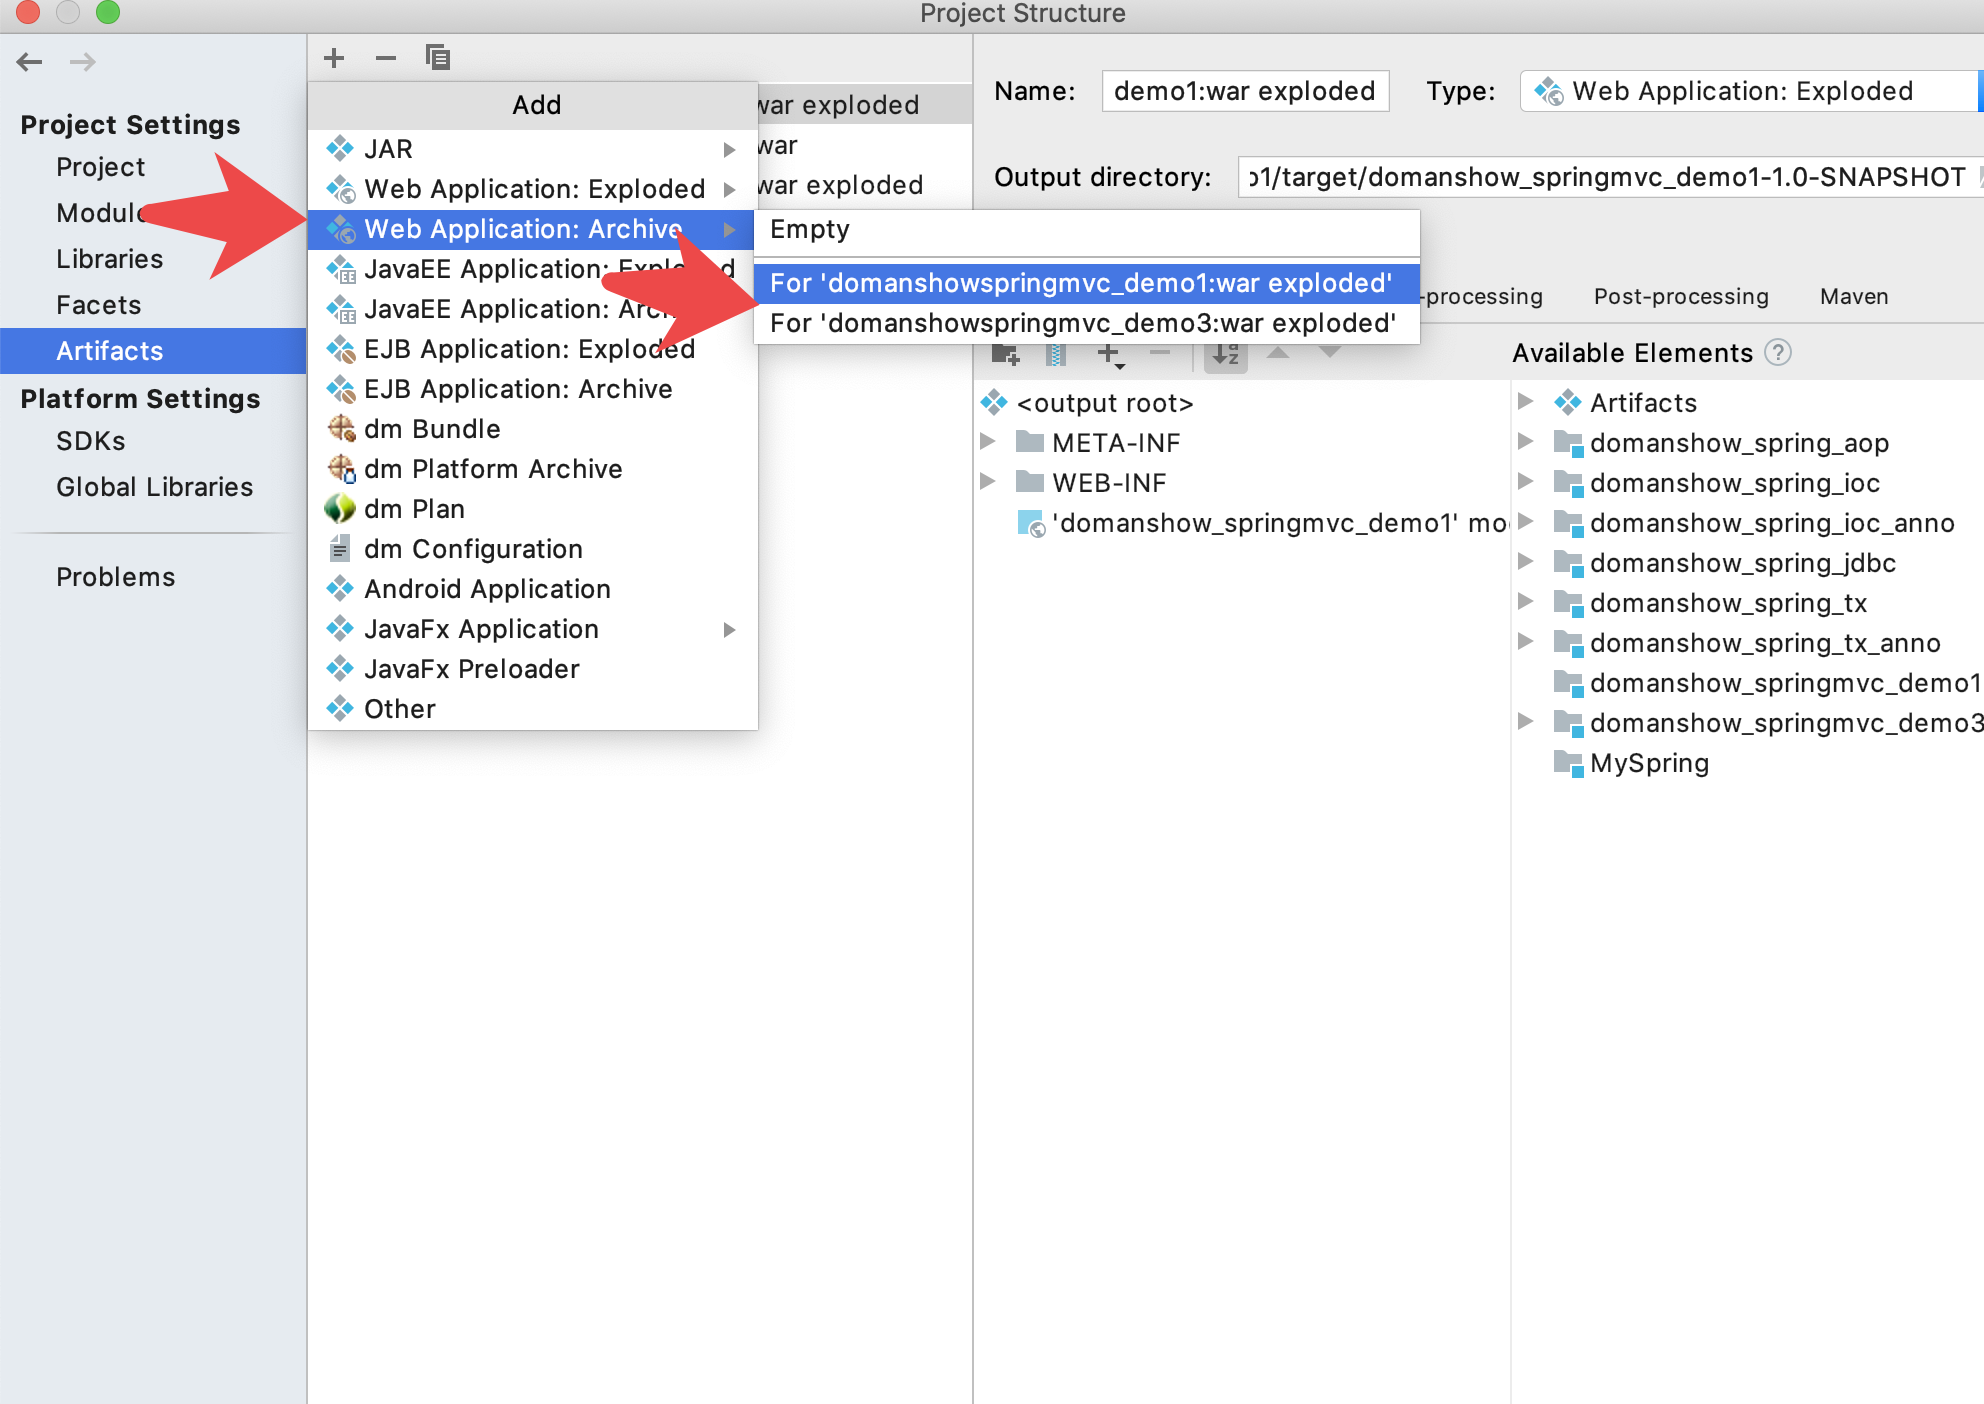 Project Structure
Project Settings
Project
Module
Libraries
Facets
Artifacts
Platform Settings
SDKs
Global Libraries
Problems
Add
JAR
Web Application: Exploded
Web Application: Archive
JavaEE Application: Exploded
JavaEE Application: Arch
EJB Application: Exploded
EJB Application: Archive
dm Bundle
dm Platform Archive
dm Plan
dm Configuration
Android Application
JavaFx Application
JavaFx Preloader
Other
war exploded
war
war exploded
Empty
For 'domanshowspringmvc_demo1:war exploded'
For 'domanshowspringmvc_demo3:war exploded'
Name: demo1:war exploded Type: Web Application: Exploded
Output directory: o1/target/domanshow_springmvc_demo1-1.0-SNAPSHOT
-processing Post-processing Maven
<output root>
META-INF
WEB-INF
'domanshow_springmvc_demo1' mo
Available Elements ?
Artifacts
domanshow_spring_aop
domanshow_spring_ioc
domanshow_spring_ioc_anno
domanshow_spring_jdbc
domanshow_spring_tx
domanshow_spring_tx_anno
domanshow_springmvc_demo1
domanshow_springmvc_demo3
MySpring